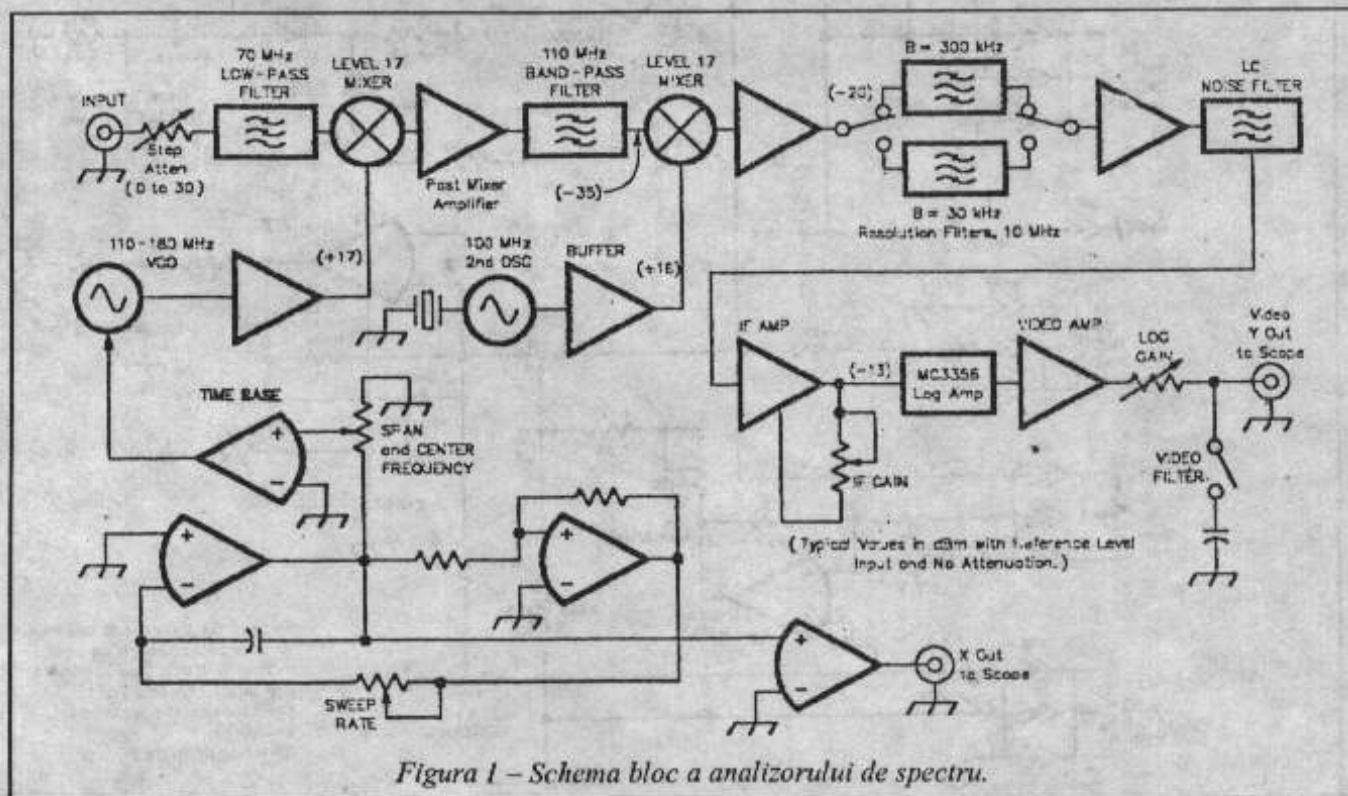 INPUT
Step
Atten
(0 to 30)
70 MHz
LOW-PASS
FILTER
LEVEL 17
MIXER
Post Mixer
Amplifier
110 MHz
BAND-PASS
FILTER
(-35)
LEVEL 17
MIXER
(-20)
B = 300 kHz
B = 30 kHz
Resolution Filters, 10 MHz
LC
NOISE FILTER
110-180 MHz
VCO
(+17)
100 MHz
2nd OSC
BUFFER
(+16)
IF AMP
(-13)
IF GAIN
MC3356
Log Amp
VIDEO AMP
LOG
GAIN
Video
Y Out
to Scope
VIDEO
FILTER
(Typical Values in dBm with Reference Level
Input and No Attenuation.)
TIME BASE
+
-
SPAN
and CENTER
FREQUENCY
+
-
+
-
SWEEP
RATE
+
-
X Out
to Scope
Figura 1 – Schema bloc a analizorului de spectru.